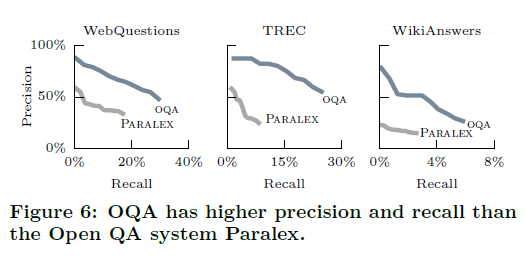 WebQuestions
TREC
WikiAnswers
Precision
100%
50%
0%
OQA
PARALEX
0%
20%
40%
Recall
OQA
PARALEX
0%
15%
30%
Recall
OQA
PARALEX
0%
4%
8%
Recall
Figure 6: OQA has higher precision and recall than
the Open QA system Paralex.